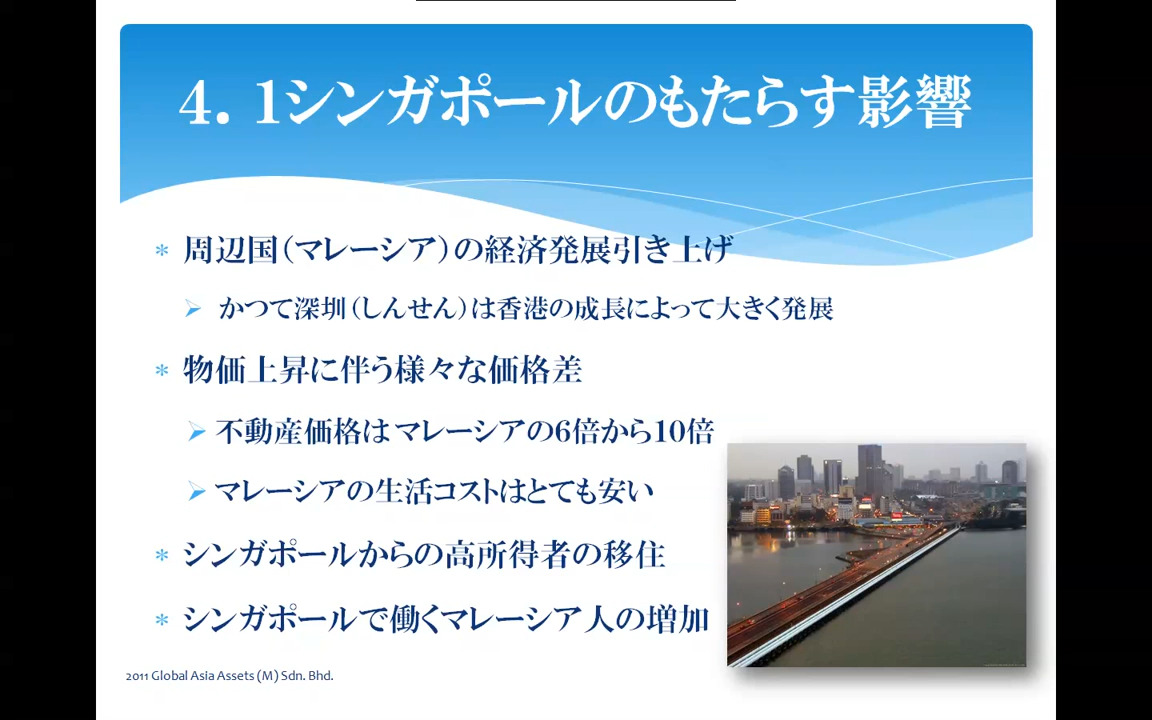 4．1シンガポールのもたらす影響
* 周辺国（マレーシア）の経済発展引き上げ
➢ かつて深圳（しんせん）は香港の成長によって大きく発展
* 物価上昇に伴う様々な価格差
➢ 不動産価格はマレーシアの6倍から10倍
➢ マレーシアの生活コストはとても安い
* シンガポールからの高所得者の移住
* シンガポールで働くマレーシア人の増加
2011 Global Asia Assets (M) Sdn. Bhd.